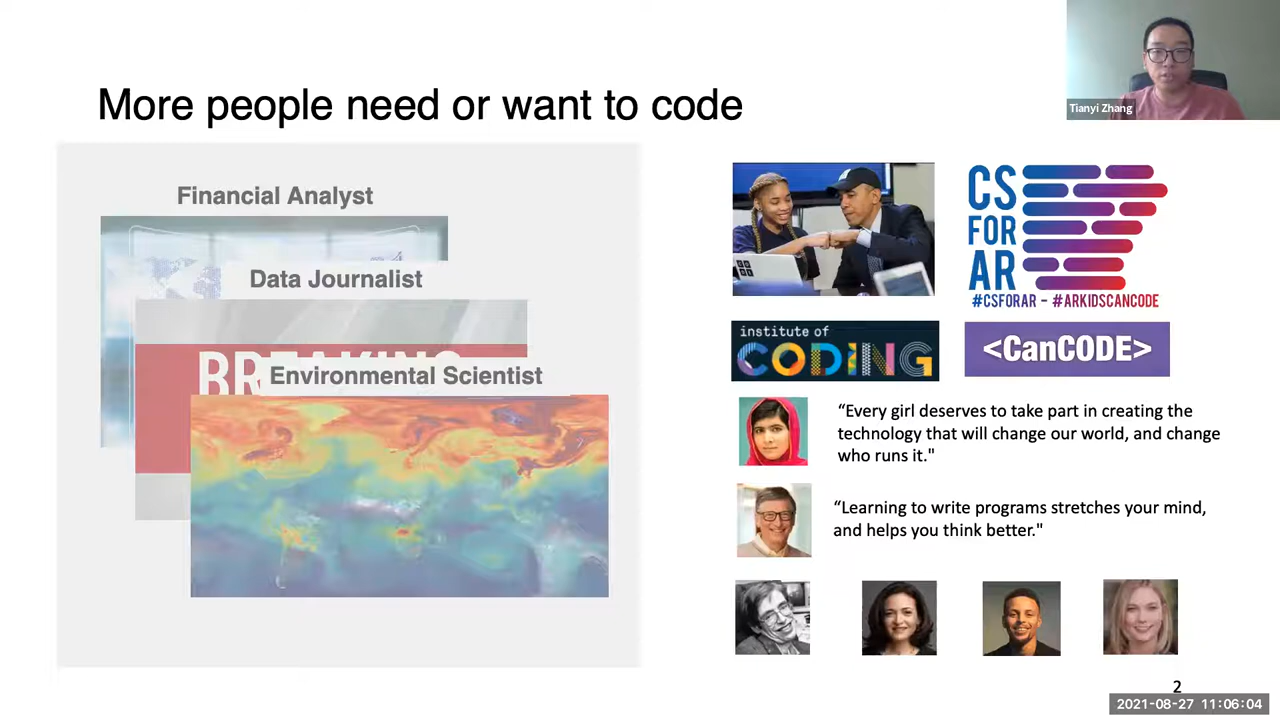 Tianyi Zhang
More people need or want to code
Financial Analyst
Data Journalist
BREAKING
Environmental Scientist
CS
FOR
AR
#CSFORAR – #ARKIDSCANCODE
institute of
CODING
<CanCODE>
“Every girl deserves to take part in creating the
technology that will change our world, and change
who runs it."
“Learning to write programs stretches your mind,
and helps you think better."
2
2021-08-27 11:06:04